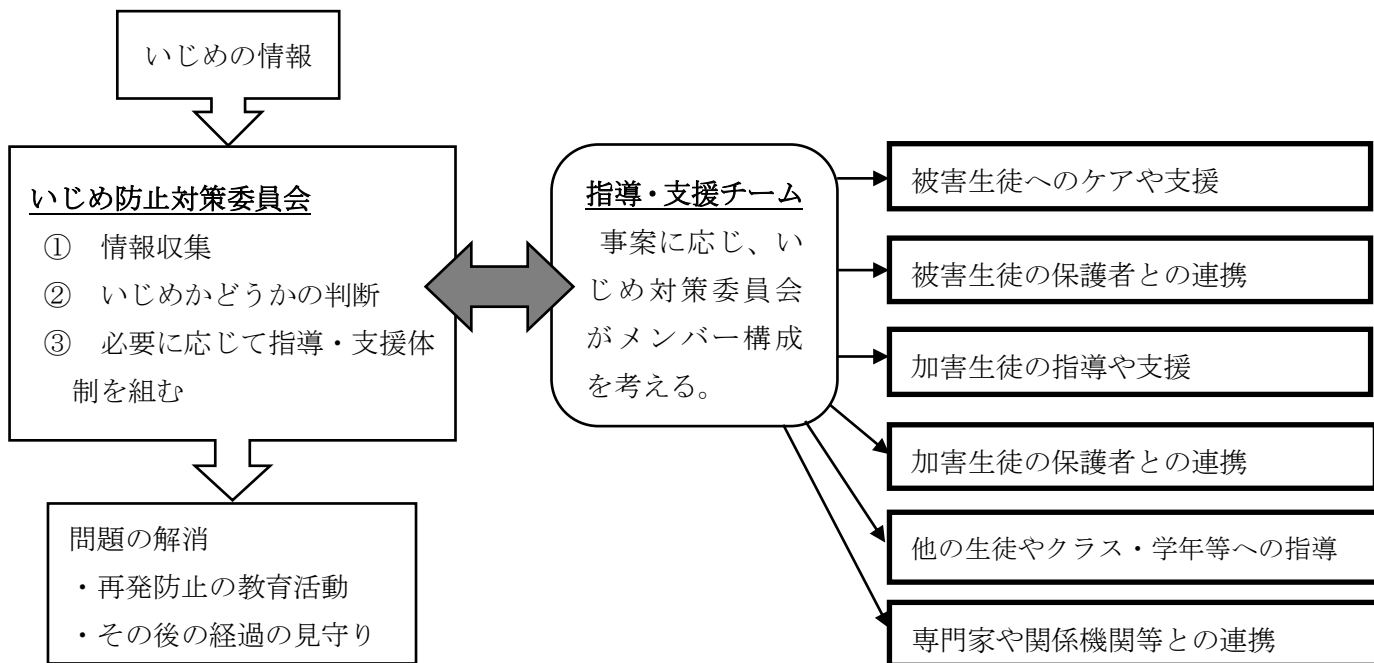 いじめの情報
いじめ防止対策委員会
① 情報収集
② いじめかどうかの判断
③ 必要に応じて指導・支援体
制を組む
問題の解消
・再発防止の教育活動
・その後の経過の見守り
指導・支援チーム
事案に応じ、い
じめ対策委員会
がメンバー構成
を考える。
被害生徒へのケアや支援
被害生徒の保護者との連携
加害生徒の指導や支援
加害生徒の保護者との連携
他の生徒やクラス・学年等への指導
専門家や関係機関等との連携